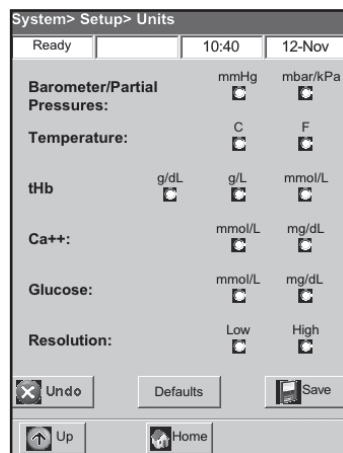 System> Setup> Units
Ready 10:40 12-Nov
mmHg mbar/kPa
Barometer/Partial
Pressures:
C F
Temperature:
g/dL g/L mmol/L
tHb
mmol/L mg/dL
Ca++:
mmol/L mg/dL
Glucose:
Low High
Resolution:
Undo Defaults Save
Up Home